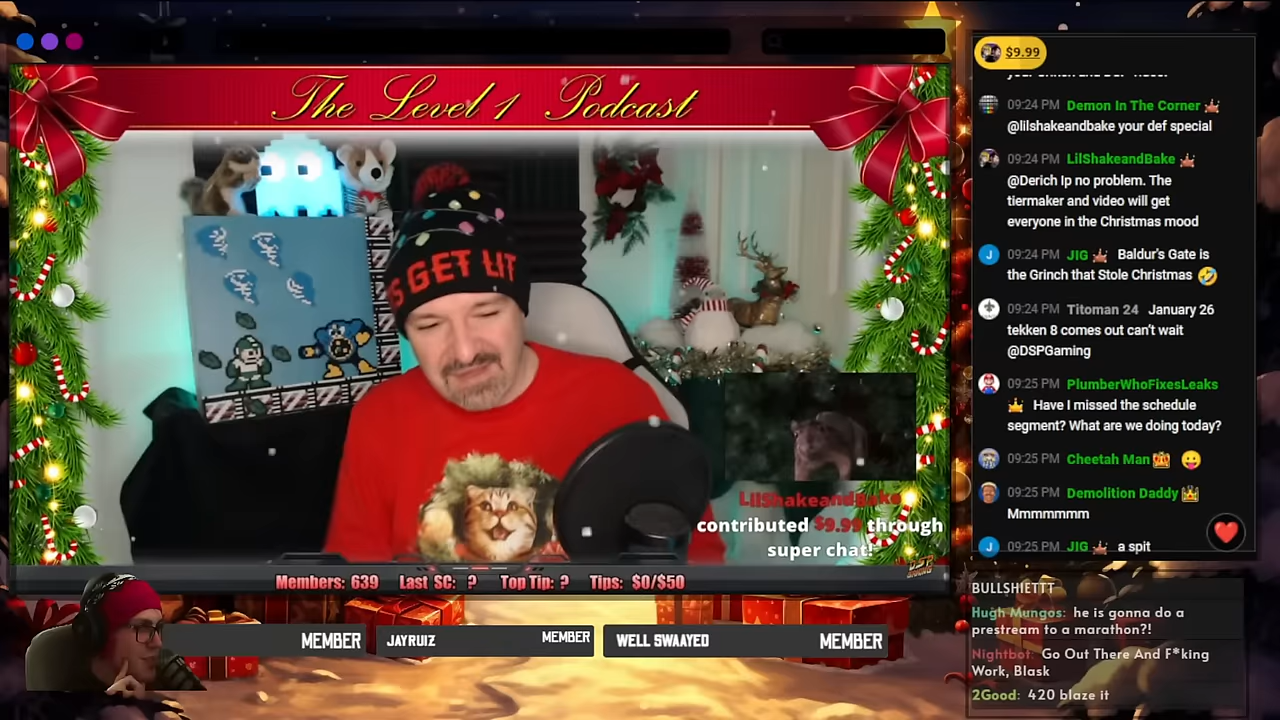 The Level 1 Podcast
S GET LIT
LilShakeandBake
contributed $9.99 through
super chat!
Members: 639 Last SC: ? Top Tip: ? Tips: $0/$50
MEMBER
JAYRUIZ MEMBER
WELL SWAAYED MEMBER
$9.99
09:24 PM Demon In The Corner
@lilshakeandbake your def special
09:24 PM LilShakeandBake
@Derich Ip no problem. The
tiermaker and video will get
everyone in the Christmas mood
09:24 PM JIG Baldur's Gate is
the Grinch that Stole Christmas 🤣
09:24 PM Titoman 24 January 26
tekken 8 comes out can't wait
@DSPGaming
09:25 PM PlumberWhoFixesLeaks
Have I missed the schedule
segment? What are we doing today?
09:25 PM Cheetah Man 😛
09:25 PM Demolition Daddy
Mmmmmmm
09:25 PM JIG a spit
BULLSHIETTT
Hugh Mungos: he is gonna do a
prestream to a marathon?!
Nightbot: Go Out There And F*king
Work, Blask
2Good: 420 blaze it